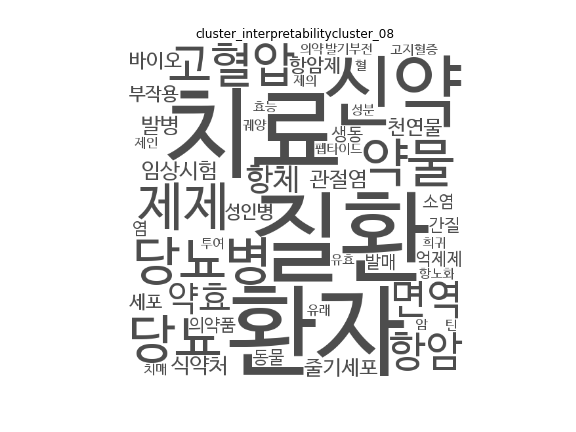 cluster_interpretabilitycluster_08
바이오 고혈압 의약 발기부전 고지혈증
항암제 혈 신약
부작용 제의
치료
효능 성분
발병 궤양 생동 천연물
제인 펩타이드 약물
임상시험 항체 관절염
제제 성인병 질환 소염
염 투여 간질
당뇨병 유효 발매 희귀 억제제
항노화
세포 약효 환자 유래 면역
당뇨 의약품 암 틴
식약처 동물 항암
치매 줄기세포